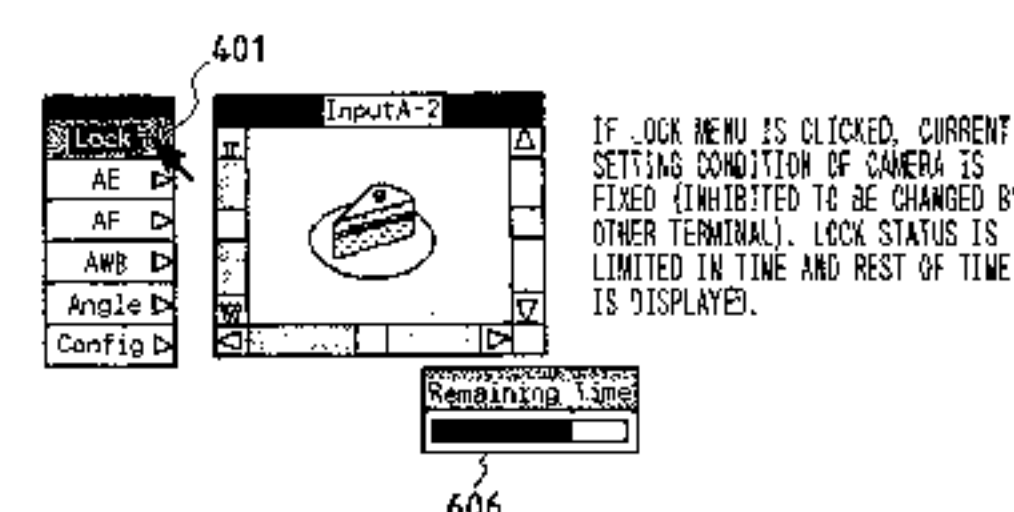 401
Lock
AE
AF
AWB
Angle
Config
InputA-2
T
W
IF LOCK MENU IS CLICKED, CURRENT
SETTING CONDITION OF CAMERA IS
FIXED (INHIBITED TO BE CHANGED BY
OTHER TERMINAL). LOCK STATUS IS
LIMITED IN TIME AND REST OF TIME
IS DISPLAYED.
Remaining Time
606